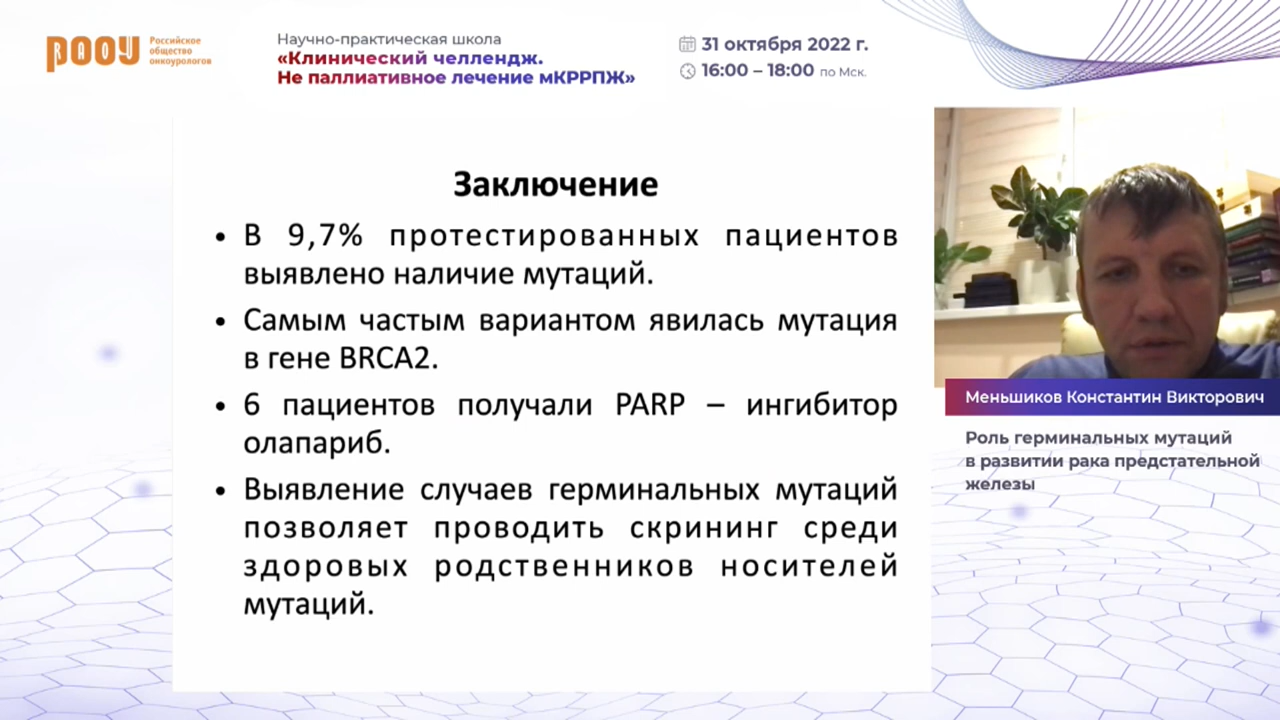 РАОУ
Российское
общество
онкоурологов
Научно-практическая школа
«Клинический челлендж.
Не паллиативное лечение мКРРПЖ»
31 октября 2022 г.
16:00 – 18:00 по Мск.
Заключение
• В 9,7% протестированных пациентов
выявлено наличие мутаций.
• Самым частым вариантом явилась мутация
в гене BRCA2.
• 6 пациентов получали PARP – ингибитор
олапариб.
• Выявление случаев герминальных мутаций
позволяет проводить скрининг среди
здоровых родственников носителей
мутаций.
Меньшиков Константин Викторович
Роль герминальных мутаций
в развитии рака предстательной
железы